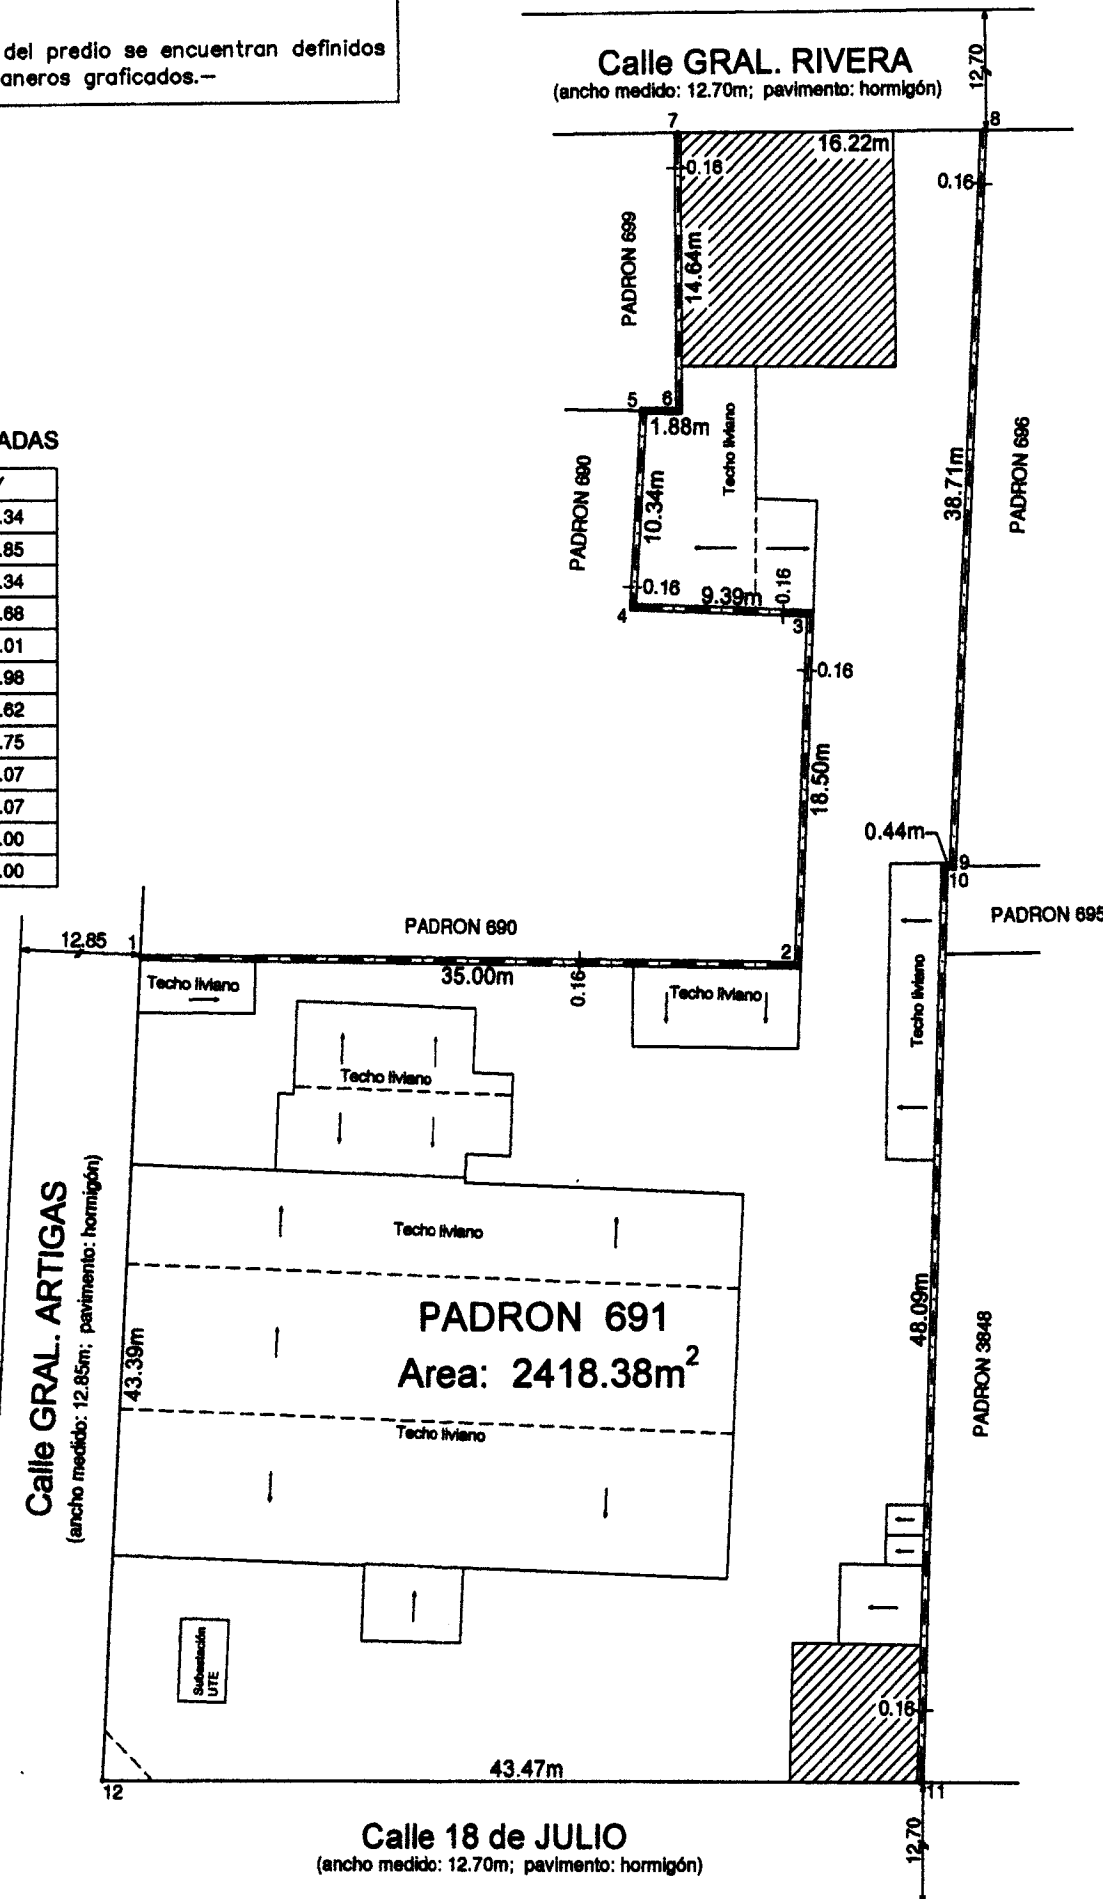 del predio se encuentran definidos
aneros graficados.—
Calle GRAL. RIVERA
(ancho medido: 12.70m; pavimento: hormigón)
12.70
7
8
16.22m
0.16
0.16
PADRON 699
14.64m
5
6
1.88m
Techo liviano
PADRON 690
10.34m
38.71m
PADRON 696
0.16
9.39m
0.16
4
3
0.16
18.50m
ADAS
Y
.34
.85
.34
.68
.01
.98
.62
.75
.07
.07
.00
.00
0.44m
9
10
PADRON 695
PADRON 690
12.85
1
2
35.00m
0.16
Techo liviano
Techo liviano
Techo liviano
Techo liviano
Calle GRAL. ARTIGAS
(ancho medido: 12.85m; pavimento: hormigón)
43.39m
Techo liviano
PADRON 691
Area: 2418.38m²
Techo liviano
48.09m
PADRON 3848
Subestación
UTE
0.16
43.47m
12
11
Calle 18 de JULIO
(ancho medido: 12.70m; pavimento: hormigón)
12.70